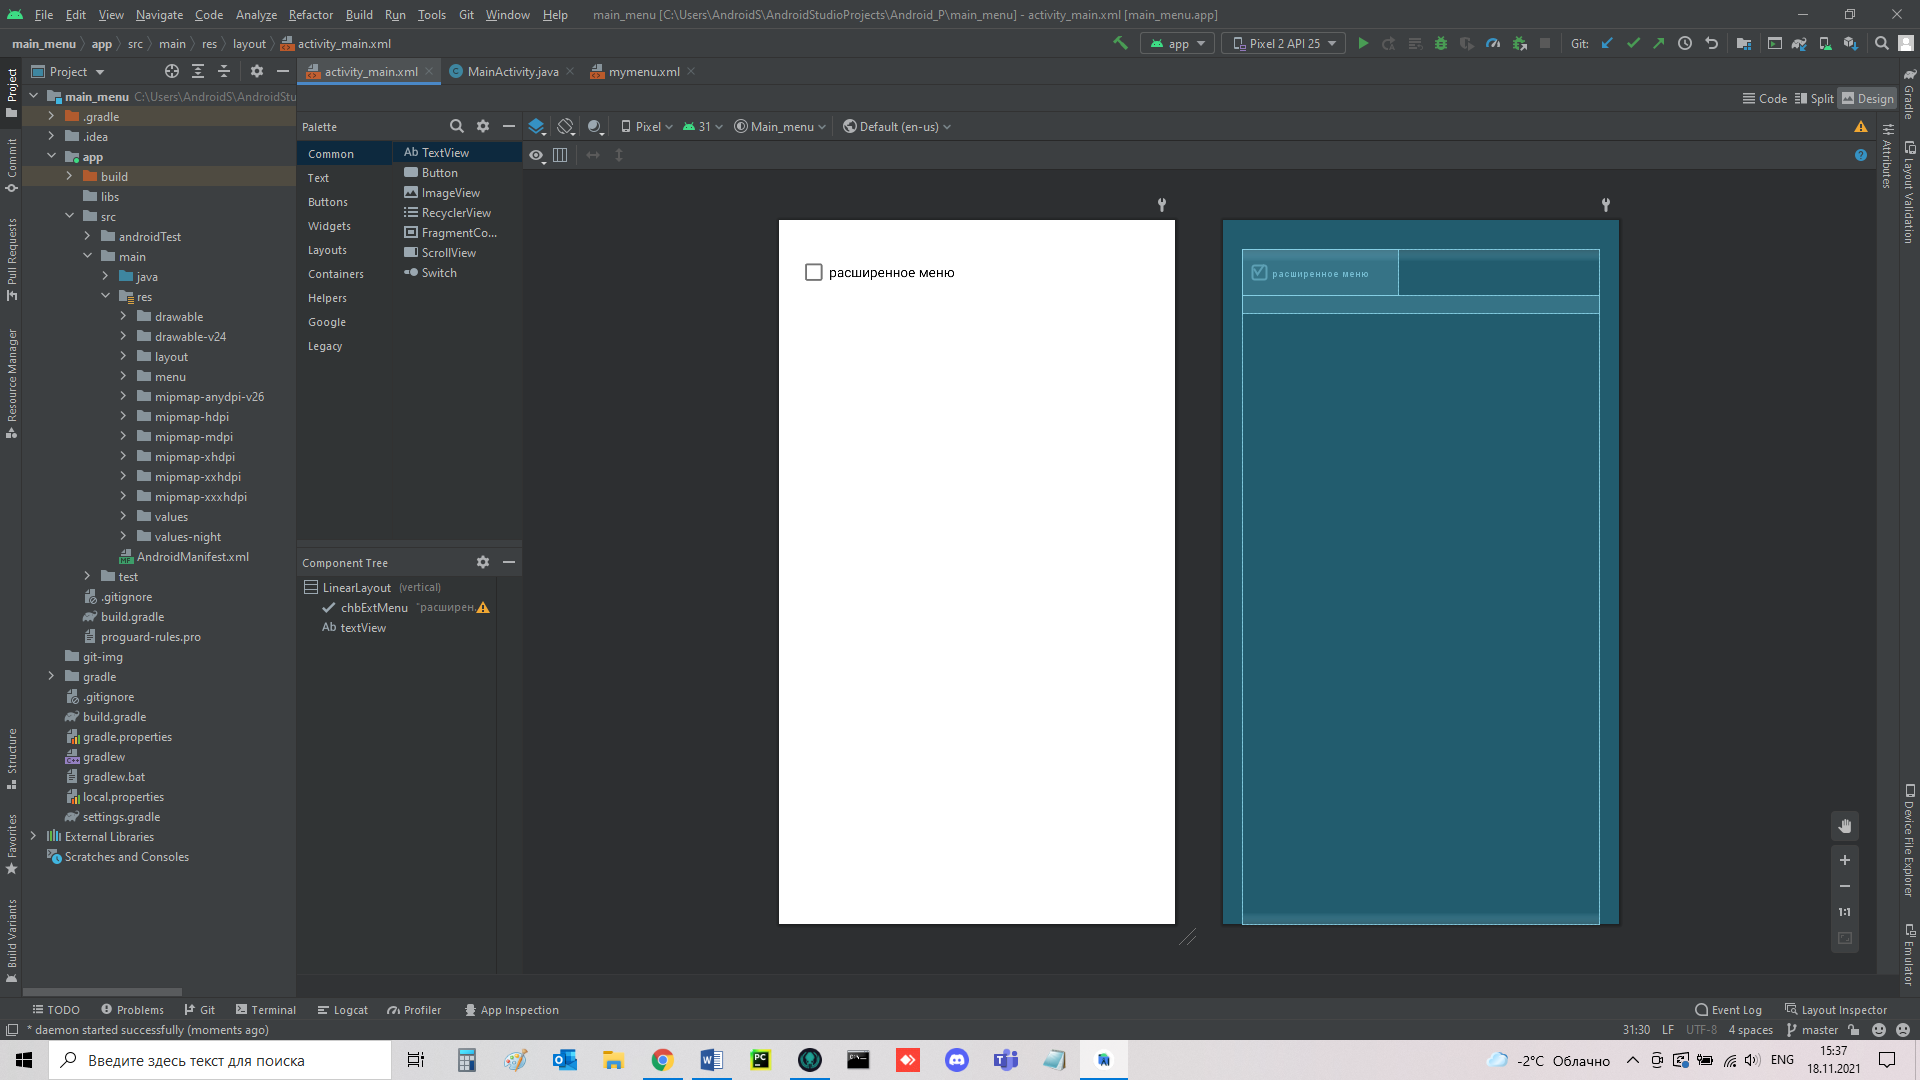 File Edit View Navigate Code Analyze Refactor Build Run Tools Git Window Help main_menu [C:\Users\AndroidS\AndroidStudioProjects\Android_P\main_menu] - activity_main.xml [main_menu.app]
main_menu app src main res layout activity_main.xml app Pixel 2 API 25 Git:
Project activity_main.xml MainActivity.java mymenu.xml
Code Split Design
main_menu C:\Users\AndroidS\AndroidStu
.gradle
.idea
app
build
libs
src
androidTest
main
java
res
drawable
drawable-v24
layout
menu
mipmap-anydpi-v26
mipmap-hdpi
mipmap-mdpi
mipmap-xhdpi
mipmap-xxhdpi
mipmap-xxxhdpi
values
values-night
AndroidManifest.xml
test
.gitignore
build.gradle
proguard-rules.pro
git-img
gradle
.gitignore
build.gradle
gradle.properties
gradlew
gradlew.bat
local.properties
settings.gradle
External Libraries
Scratches and Consoles
Project
Commit
Pull Requests
Resource Manager
Structure
Favorites
Build Variants
Palette
Common
Text
Buttons
Widgets
Layouts
Containers
Helpers
Google
Legacy
Ab TextView
Button
ImageView
RecyclerView
FragmentCo...
ScrollView
Switch
Component Tree
LinearLayout (vertical)
chbExtMenu "расширен.
Ab textView
Pixel 31 Main_menu Default (en-us)
расширенное меню
расширенное меню
1:1
Gradle
Attributes
Layout Validation
Device File Explorer
Emulator
TODO Problems Git Terminal Logcat Profiler App Inspection Event Log Layout Inspector
* daemon started successfully (moments ago) 31:30 LF UTF-8 4 spaces master
Введите здесь текст для поиска -2°C Облачно ENG 15:37
18.11.2021